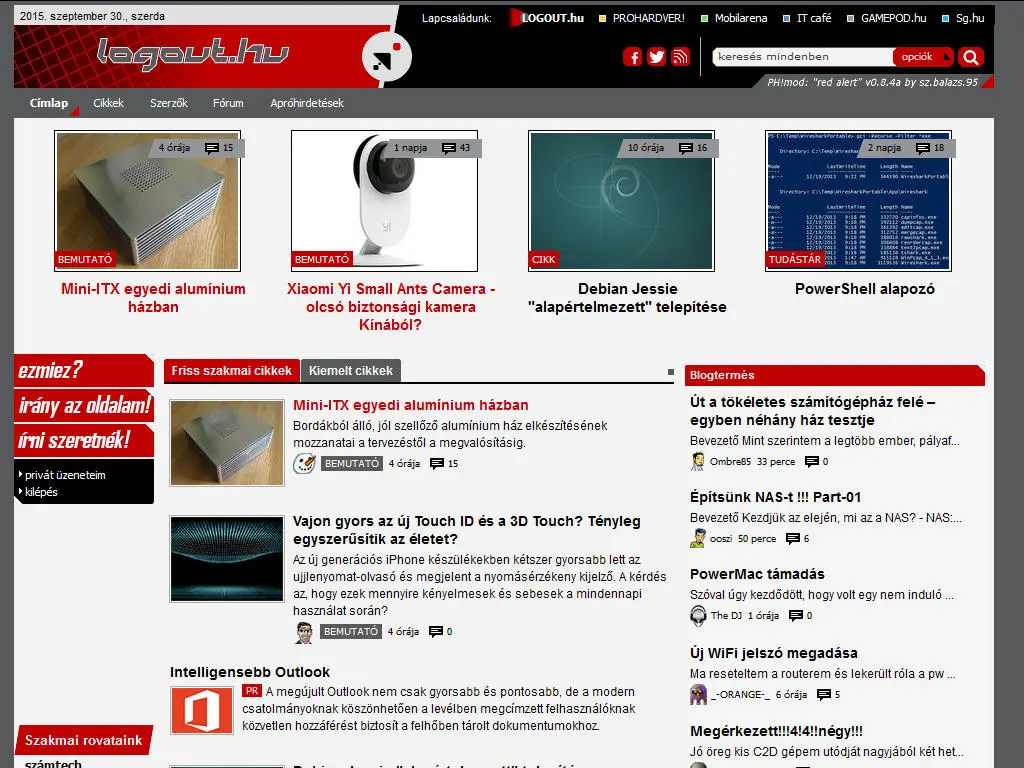 2015. szeptember 30., szerda
Lapcsaládunk:
LOGOUT.hu
PROHARDVER!
Mobilarena
IT café
GAMEPOD.hu
Sg.hu
logout.hu
keresés mindenben
opciók
PH!mod: "red alert" v0.8.4a by sz.balazs.95
Címlap
Cikkek
Szerzők
Fórum
Apróhirdetések
4 órája 15
BEMUTATÓ
Mini-ITX egyedi alumínium
házban
1 napja 43
YI
BEMUTATÓ
Xiaomi Yi Small Ants Camera -
olcsó biztonsági kamera
Kínából?
10 órája 16
CIKK
Debian Jessie
"alapértelmezett" telepítése
2 napja 18
TUDÁSTÁR
PowerShell alapozó
ezmiez?
irány az oldalam!
írni szeretnék!
privát üzeneteim
kilépés
Szakmai rovataink
számtech
Friss szakmai cikkek
Kiemelt cikkek
Mini-ITX egyedi alumínium házban
Bordákból álló, jól szellőző alumínium ház elkészítésének
mozzanatai a tervezéstől a megvalósításig.
BEMUTATÓ 4 órája 15
Vajon gyors az új Touch ID és a 3D Touch? Tényleg
egyszerűsítik az életet?
Az új generációs iPhone készülékekben kétszer gyorsabb lett az
ujjlenyomat-olvasó és megjelent a nyomásérzékeny kijelző. A kérdés
az, hogy ezek mennyire kényelmesek és sebesek a mindennapi
használat során?
BEMUTATÓ 4 órája 0
Intelligensebb Outlook
PR A megújult Outlook nem csak gyorsabb és pontosabb, de a modern
csatolmányoknak köszönhetően a levélben megcímzett felhasználóknak
közvetlen hozzáférést biztosít a felhőben tárolt dokumentumokhoz.
Blogtermés
Út a tökéletes számítógépház felé –
egyben néhány ház tesztje
Bevezető Mint szerintem a legtöbb ember, pályaf...
Ombre85 33 perce 0
Építsünk NAS-t !!! Part-01
Bevezető Kezdjük az elején, mi az a NAS? - NAS:...
ooszi 50 perce 6
PowerMac támadás
Szóval úgy kezdődött, hogy volt egy nem induló ...
The DJ 1 órája 0
Új WiFi jelszó megadása
Ma reseteltem a routerem és lekerült róla a pw ...
_-ORANGE-_ 6 órája 5
Megérkezett!!!4!4!!négy!!!
Jó öreg kis C2D gépem utódját nagyjából két het...